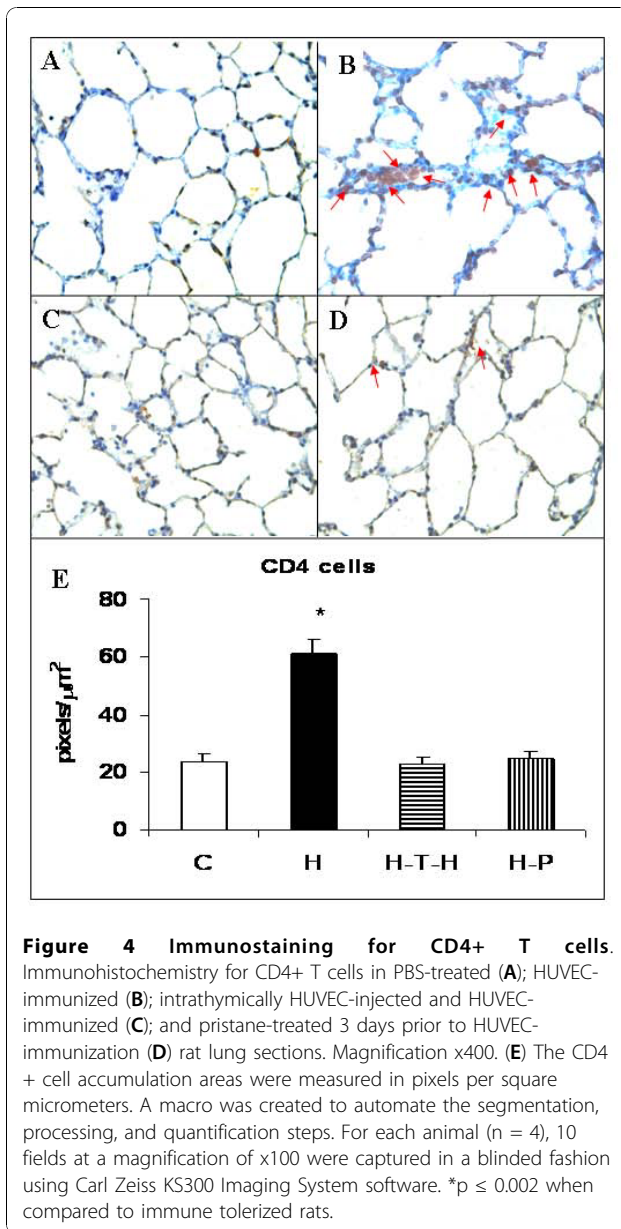 A
B
C
D
E
CD4 cells
80
60
40
20
0
pixels/µm²
*
C H H-T-H H-P
Figure 4 Immunostaining for CD4+ T cells.
Immunohistochemistry for CD4+ T cells in PBS-treated (A); HUVEC-
immunized (B); intrathymically HUVEC-injected and HUVEC-
immunized (C); and pristane-treated 3 days prior to HUVEC-
immunization (D) rat lung sections. Magnification x400. (E) The CD4
+ cell accumulation areas were measured in pixels per square
micrometers. A macro was created to automate the segmentation,
processing, and quantification steps. For each animal (n = 4), 10
fields at a magnification of x100 were captured in a blinded fashion
using Carl Zeiss KS300 Imaging System software. *p ≤ 0.002 when
compared to immune tolerized rats.